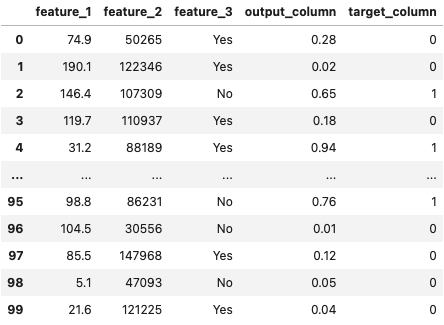 feature_1 feature_2 feature_3 output_column target_column
0 74.9 50265 Yes 0.28 0
1 190.1 122346 Yes 0.02 0
2 146.4 107309 No 0.65 1
3 119.7 110937 Yes 0.18 0
4 31.2 88189 Yes 0.94 1
... ... ... ... ... ...
95 98.8 86231 No 0.76 1
96 104.5 30556 No 0.01 0
97 85.5 147968 Yes 0.12 0
98 5.1 47093 No 0.05 0
99 21.6 121225 Yes 0.04 0